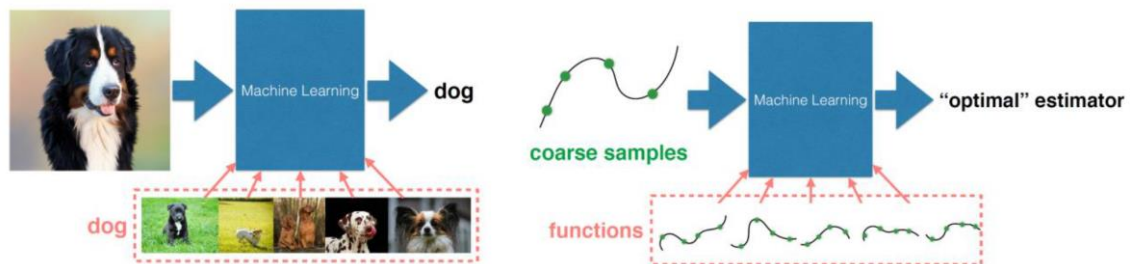 Machine Learning
dog
dog
Machine Learning
"optimal" estimator
coarse samples
functions